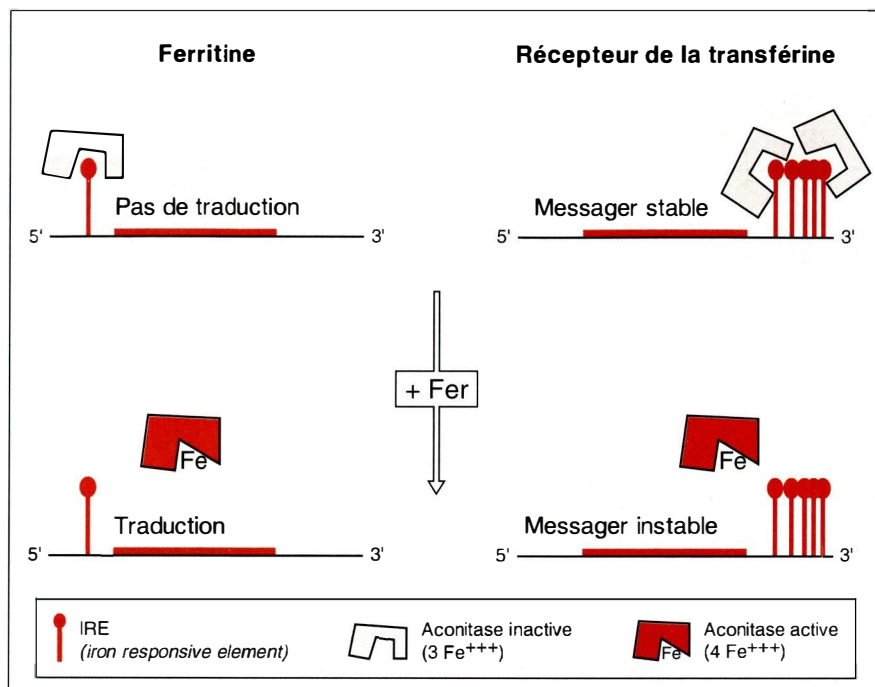 Ferritine
Récepteur de la transférine
Pas de traduction
5' 3'
Messager stable
5' 3'
+ Fer
Fe
Traduction
5' 3'
Fe
Messager instable
5' 3'
IRE
(iron responsive element)
Aconitase inactive
(3 Fe+++)
Fe
Aconitase active
(4 Fe+++)